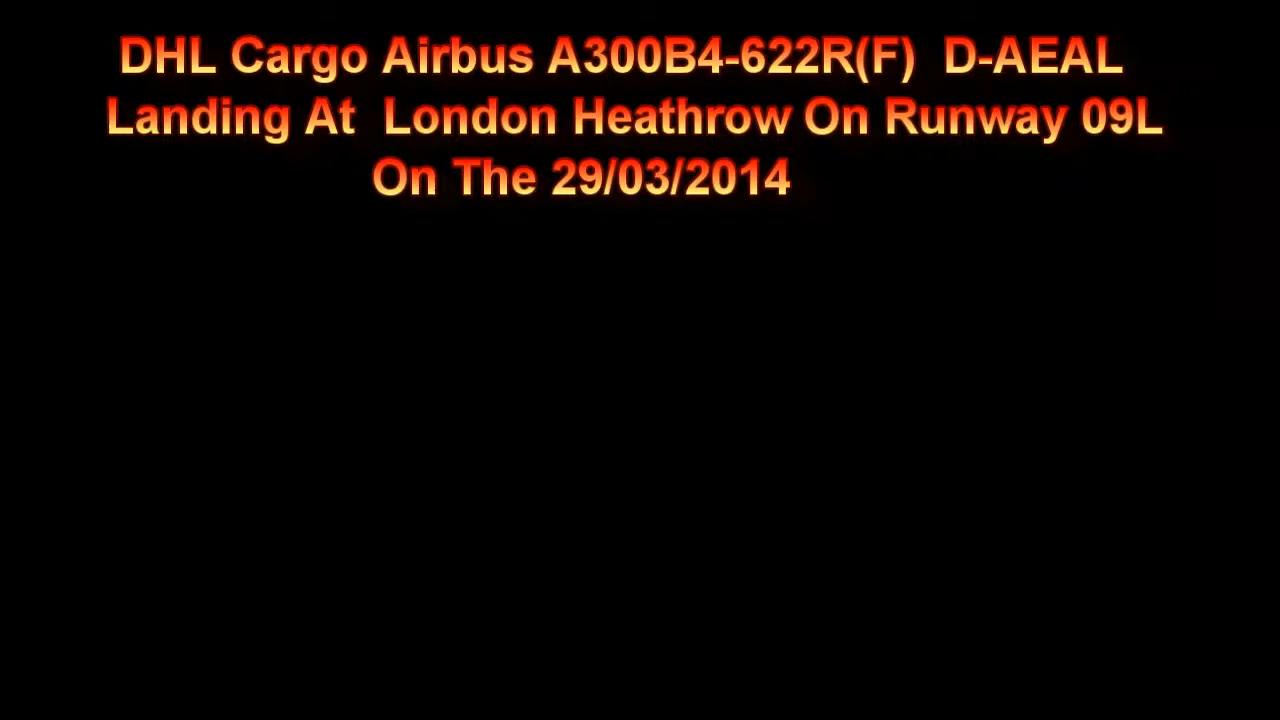 DHL Cargo Airbus A300B4-622R(F)  D-AEAL
Landing At  London Heathrow On Runway 09L
On The 29/03/2014